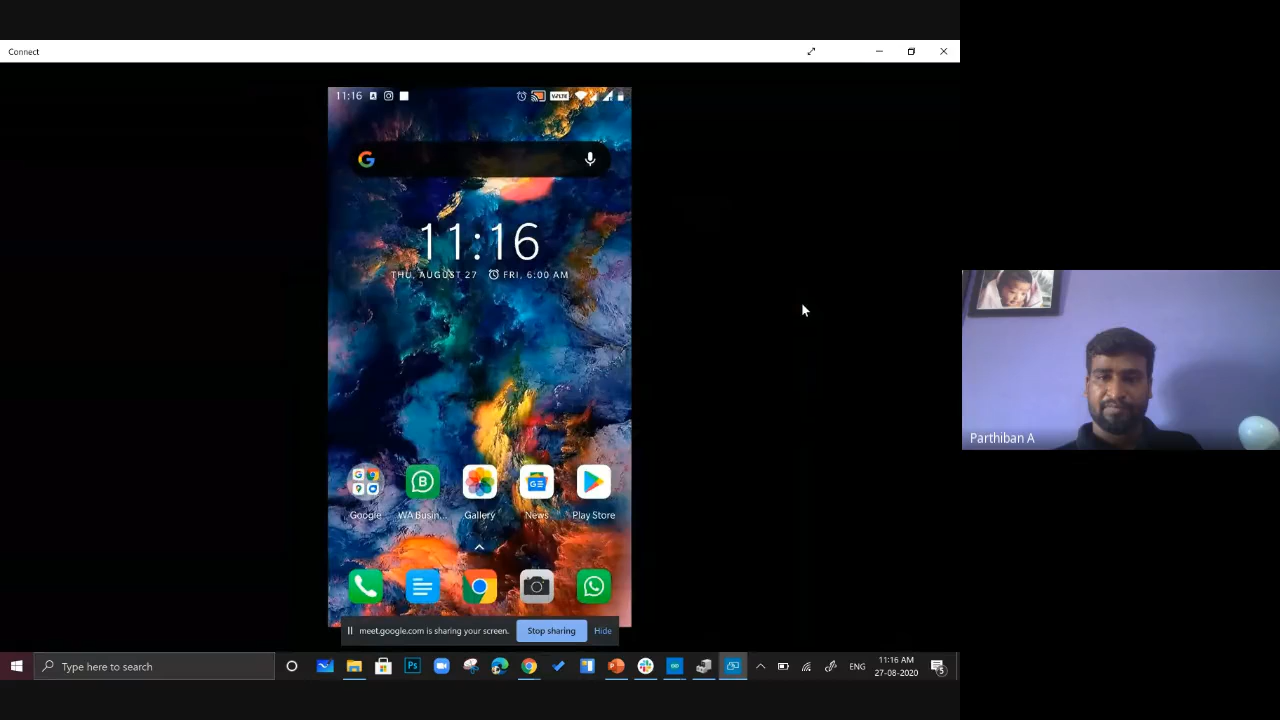 Connect
11:16
11:16
THU, AUGUST 27 FRI, 6:00 AM
Google WA Busin... Gallery News Play Store
meet.google.com is sharing your screen. Stop sharing Hide
Parthiban A
Type here to search
ENG
11:16 AM
27-08-2020